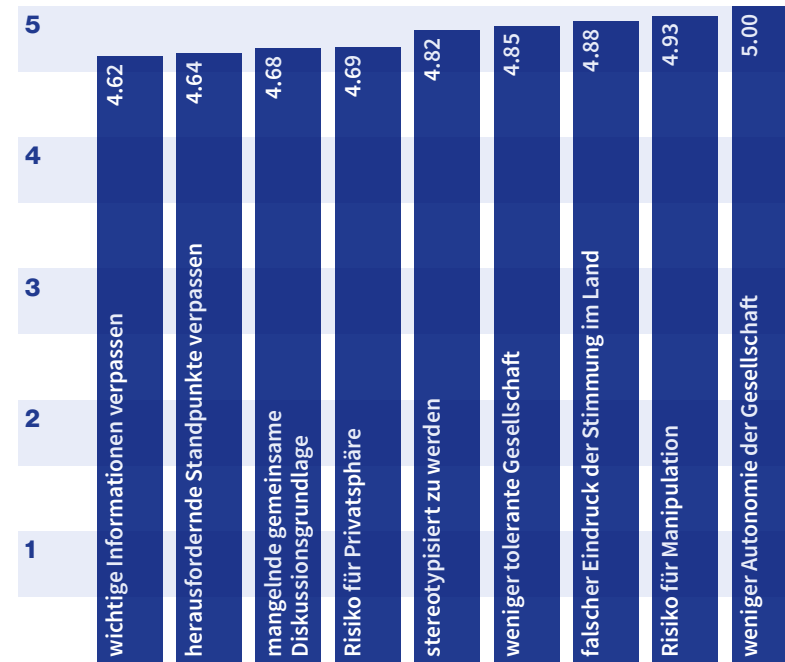 5
4
3
2
1
4.62
wichtige Informationen verpassen
4.64
herausfordernde Standpunkte verpassen
4.68
mangelnde gemeinsame
Diskussionsgrundlage
4.69
Risiko für Privatsphäre
4.82
stereotypisiert zu werden
4.85
weniger tolerante Gesellschaft
4.88
falscher Eindruck der Stimmung im Land
4.93
Risiko für Manipulation
5.00
weniger Autonomie der Gesellschaft